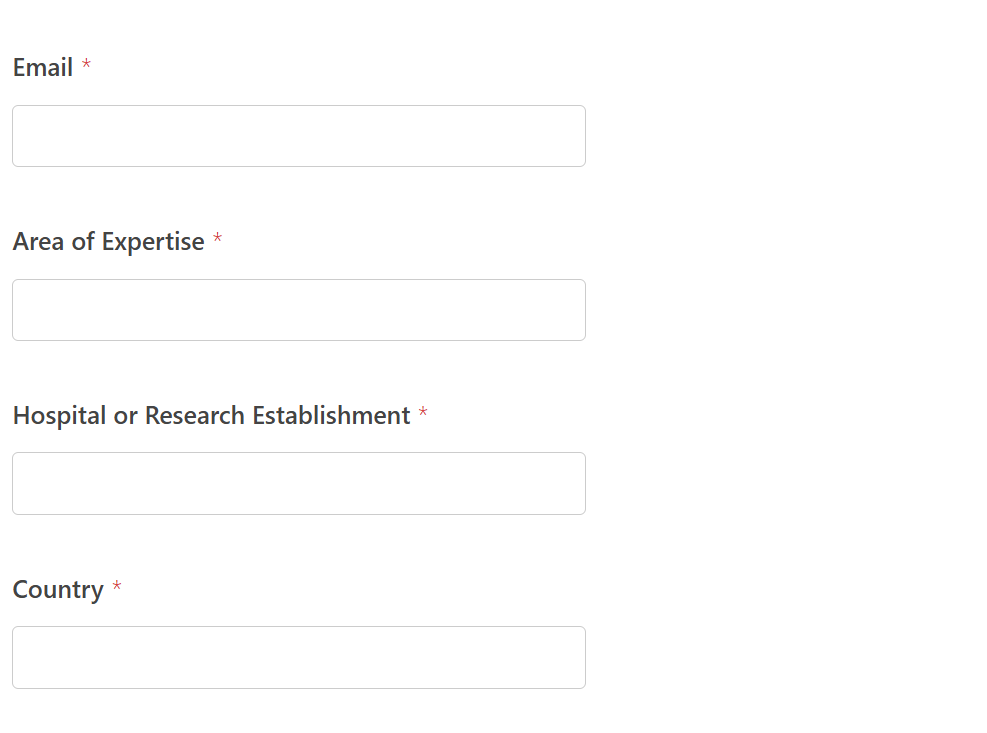 Email *
Area of Expertise *
Hospital or Research Establishment *
Country *